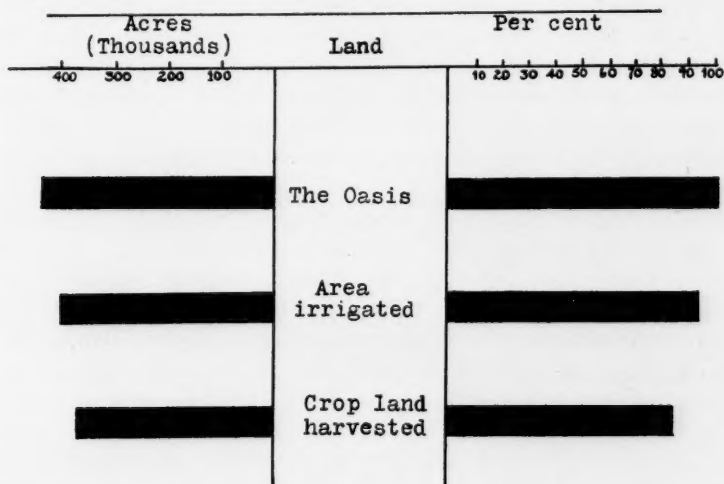 Acres
(Thousands)
Land
Per cent
400 300 200 100
10 20 30 40 50 60 70 80 90 100
The Oasis
Area
irrigated
Crop land
harvested